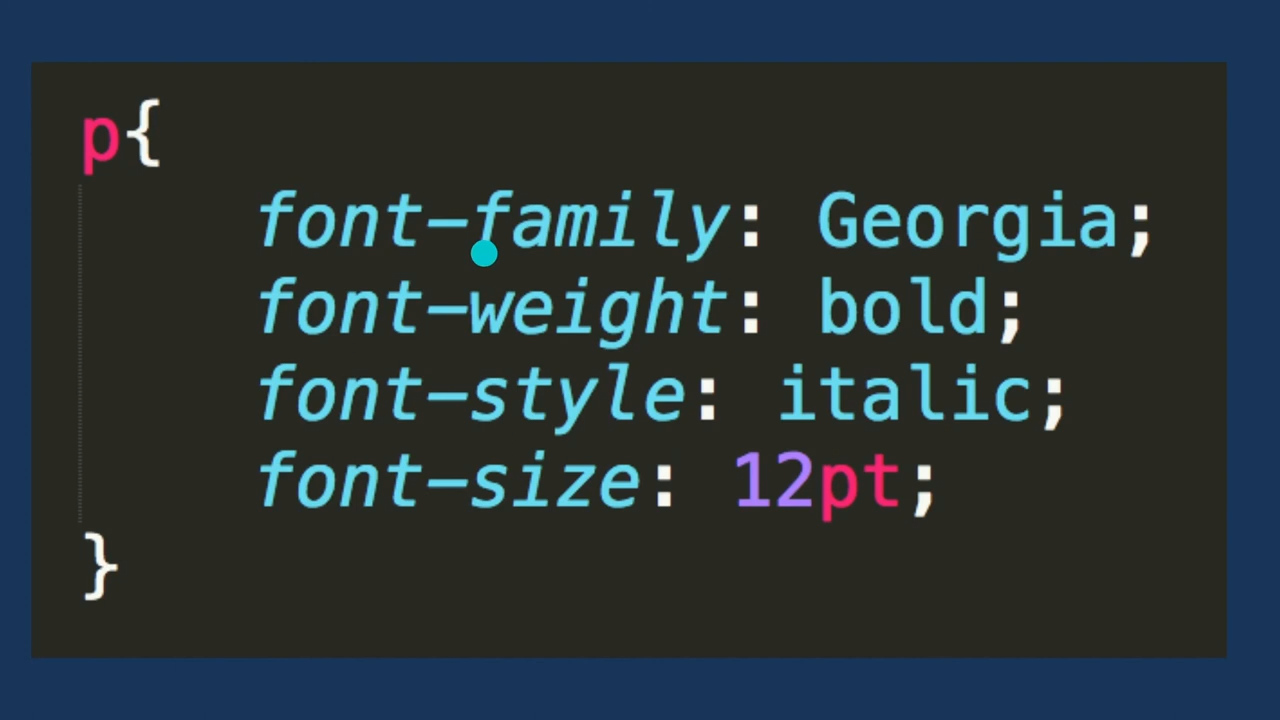 p{
font-family: Georgia;
font-weight: bold;
font-style: italic;
font-size: 12pt;
}